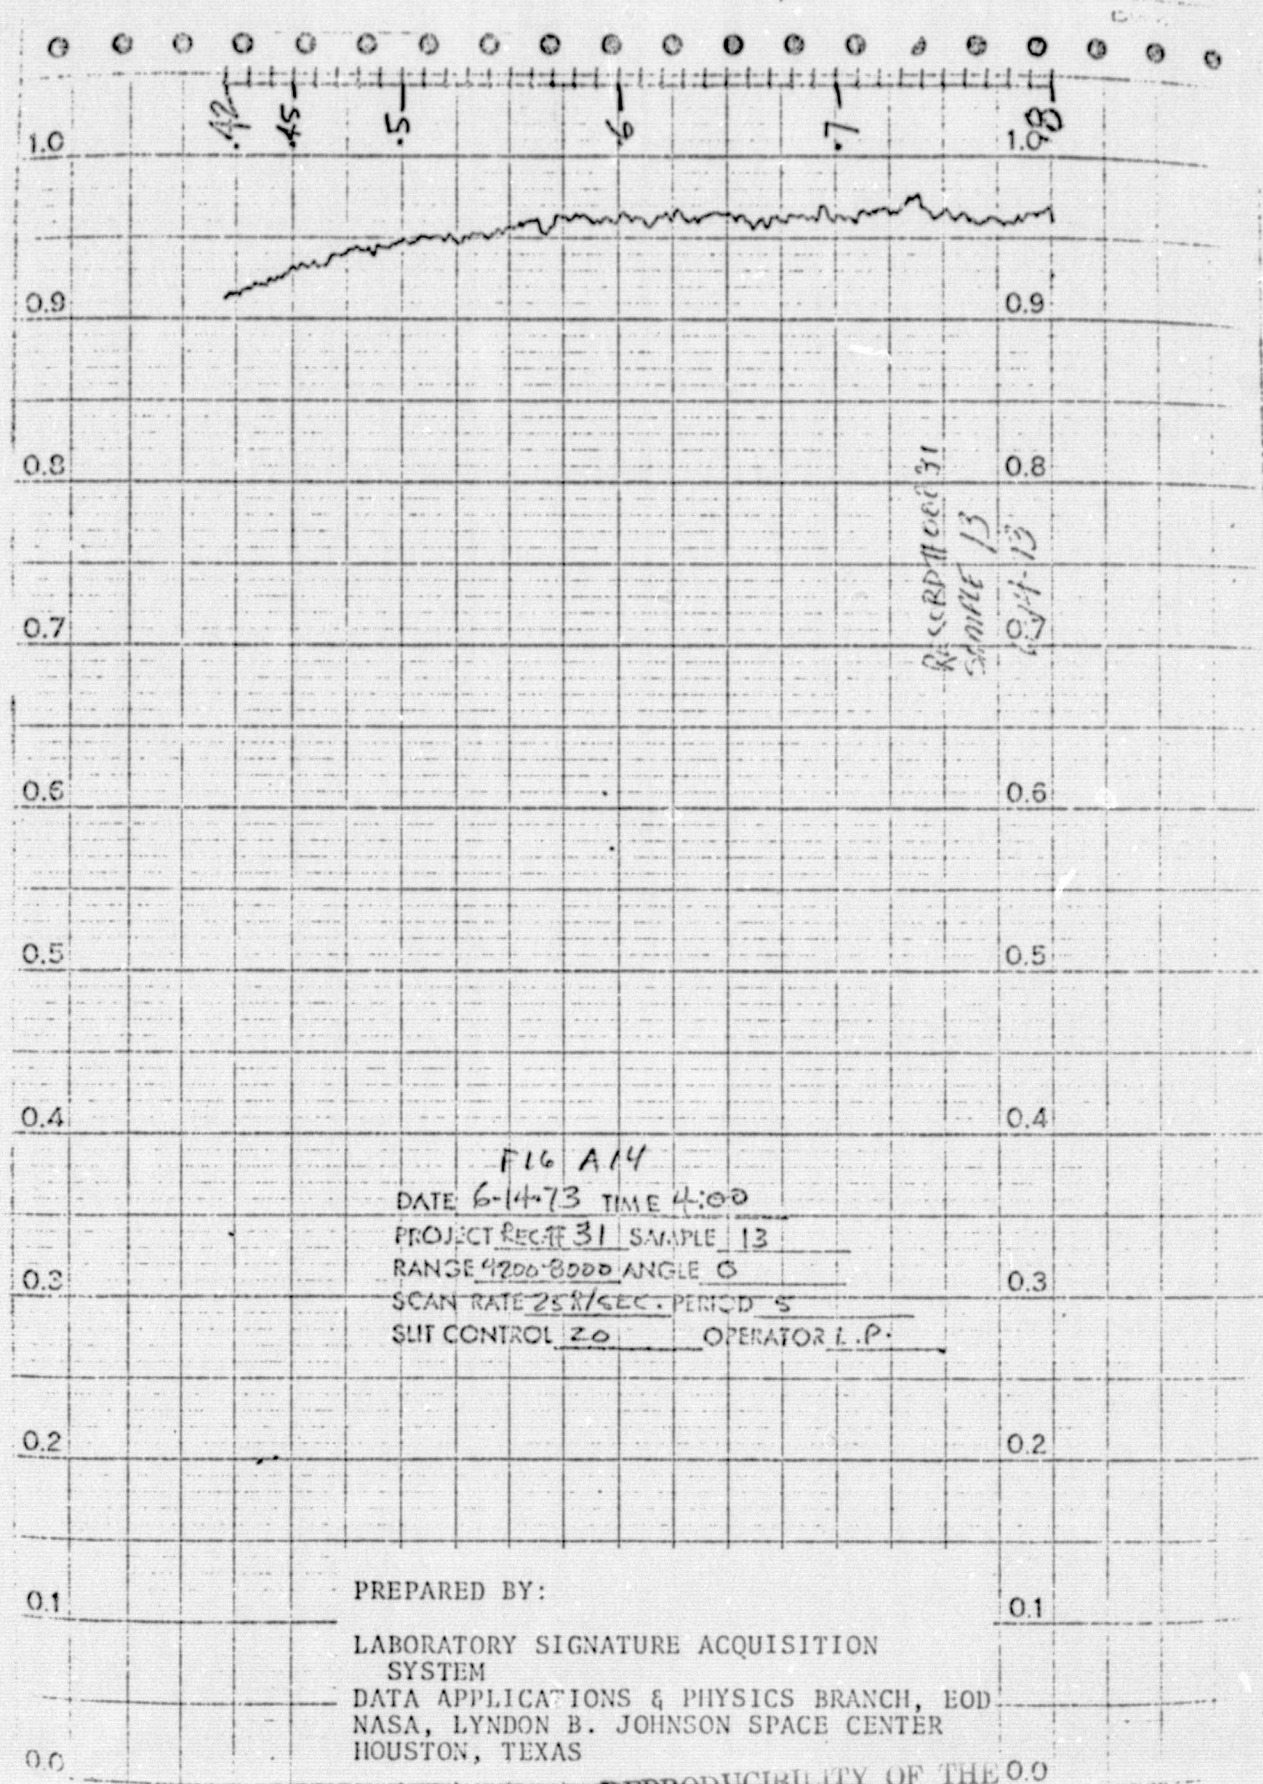 .42 .45 .5 .6 .7 .8
1.0 1.0
0.9 0.9
RECORD # 00031
SAMPLE 13
6-14-73
0.8 0.8
0.7 0.7
0.6 0.6
0.5 0.5
0.4 0.4
F16 A14
DATE 6-14-73 TIME 4:00
PROJECT REC.# 31 SAMPLE 13
RANGE 4200-8000 ANGLE 0
0.3 0.3
SCAN RATE 25Å/SEC. PERIOD 5
SLIT CONTROL 20 OPERATOR L.P.
0.2 0.2
PREPARED BY:
0.1 0.1
LABORATORY SIGNATURE ACQUISITION
SYSTEM
DATA APPLICATIONS & PHYSICS BRANCH, EOD
NASA, LYNDON B. JOHNSON SPACE CENTER
HOUSTON, TEXAS
0.0 0.0
REPRODUCIBILITY OF THE